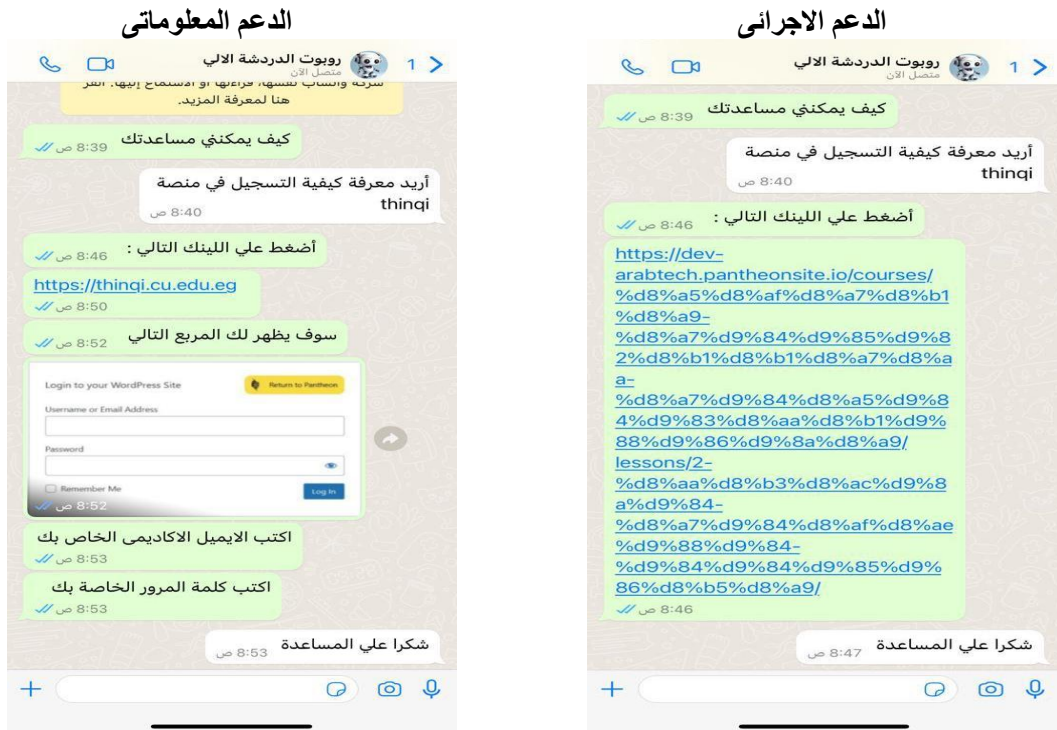 الدعم الاجرائى
روبوت الدردشة الالي
متصل الآن
1
كيف يمكنني مساعدتك
8:39 ص
أريد معرفة كيفية التسجيل في منصة
thinqi
8:40 ص
أضغط علي اللينك التالي :
8:46 ص
https://dev-
arabtech.pantheonsite.io/courses/
%d8%a5%d8%af%d8%a7%d8%b1
%d8%a9-
%d8%a7%d9%84%d9%85%d9%8
2%d8%b1%d8%b1%d8%a7%d8%a
a-
%d8%a7%d9%84%d8%a5%d9%8
4%d9%83%d8%aa%d8%b1%d9%
88%d9%86%d9%8a%d8%a9/
lessons/2-
%d8%aa%d8%b3%d8%ac%d9%8
a%d9%84-
%d8%a7%d9%84%d8%af%d8%ae
%d9%88%d9%84-
%d9%84%d9%84%d9%85%d9%
86%d8%b5%d8%a9/
8:46 ص
شكرا علي المساعدة
8:47 ص
الدعم المعلوماتى
روبوت الدردشة الالي
متصل الآن
1
شركة واتساب نفسها، قراءتها أو الاستماع إليها. انقر
هنا لمعرفة المزيد.
كيف يمكنني مساعدتك
8:39 ص
أريد معرفة كيفية التسجيل في منصة
thinqi
8:40 ص
أضغط علي اللينك التالي :
8:46 ص
https://thinqi.cu.edu.eg
8:50 ص
سوف يظهر لك المربع التالي
8:52 ص
Login to your WordPress Site
Return to Pantheon
Username or Email Address
Password
Remember Me
Log In
8:52 ص
اكتب الايميل الاكاديمى الخاص بك
8:53 ص
اكتب كلمة المرور الخاصة بك
8:53 ص
شكرا علي المساعدة
8:53 ص